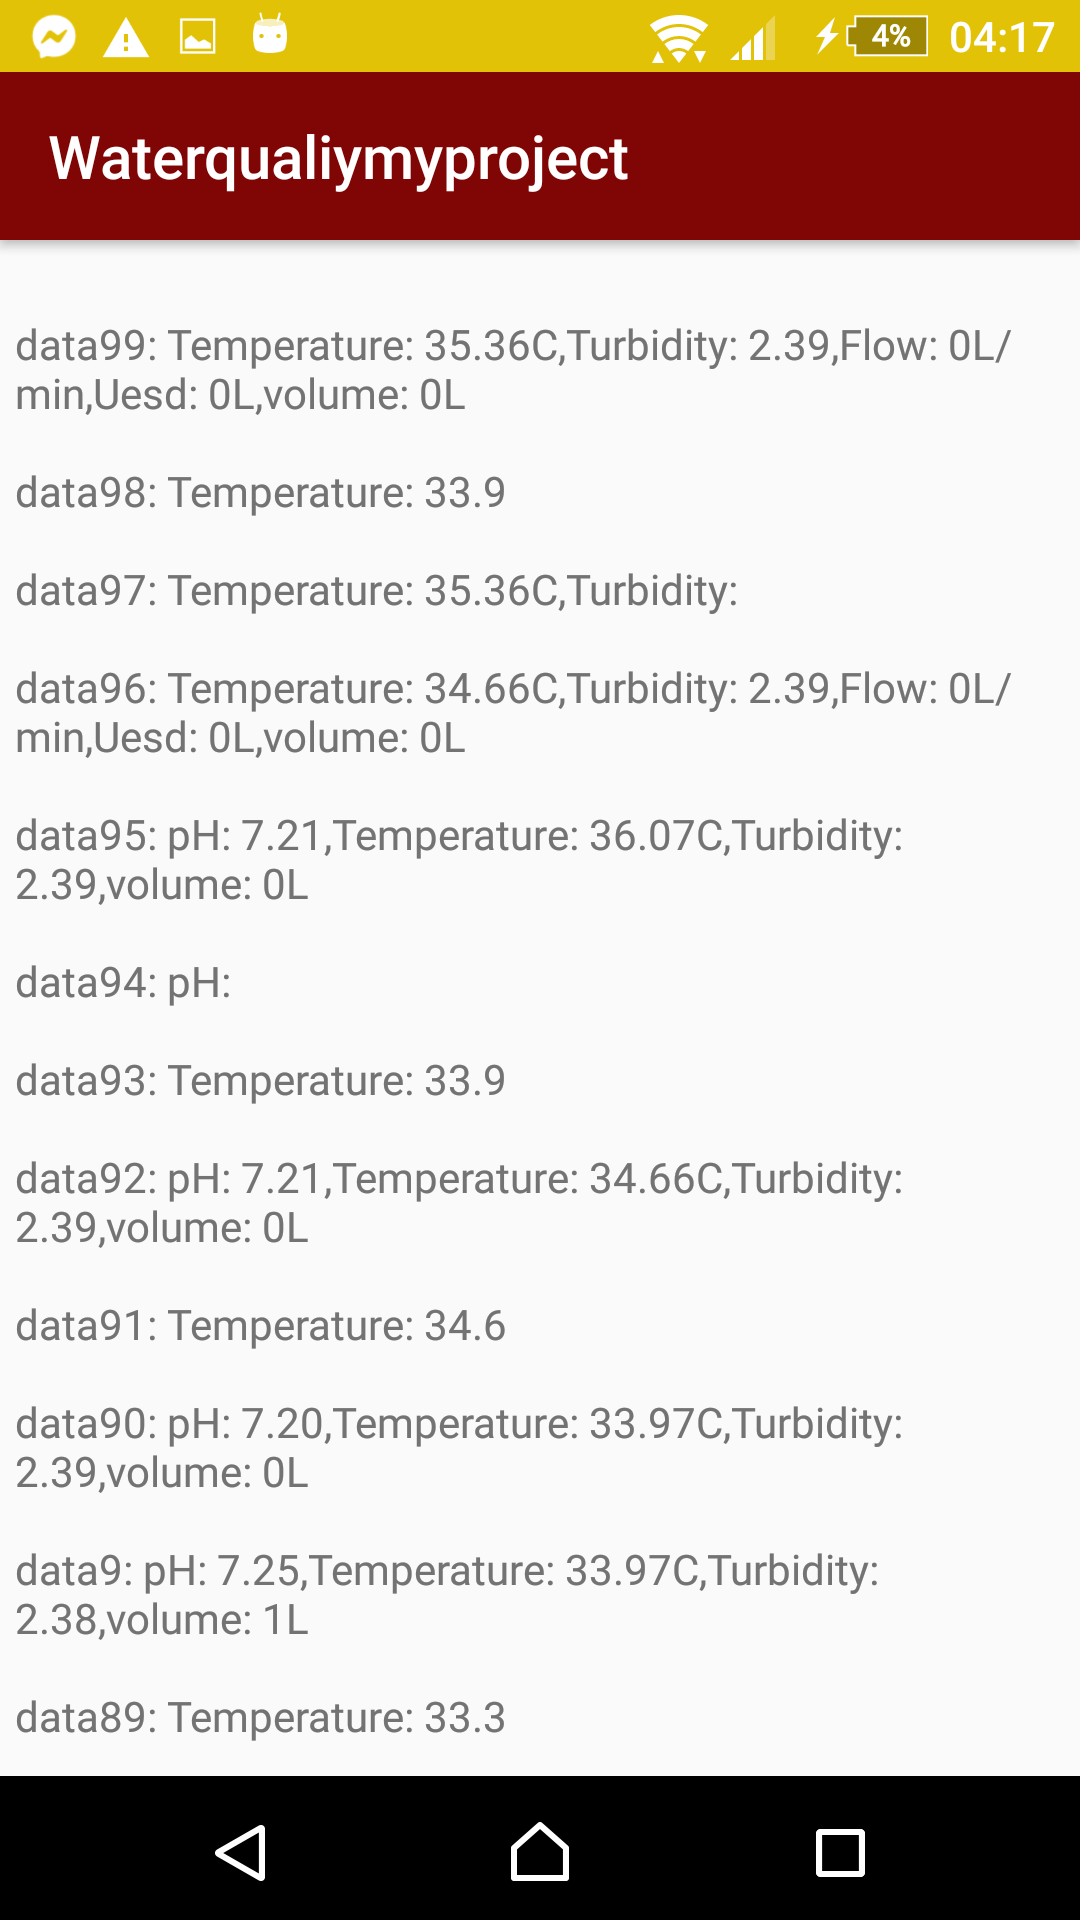 4% 04:17
Waterqualiymyproject
data99: Temperature: 35.36C,Turbidity: 2.39,Flow: 0L/
min,Uesd: 0L,volume: 0L
data98: Temperature: 33.9
data97: Temperature: 35.36C,Turbidity:
data96: Temperature: 34.66C,Turbidity: 2.39,Flow: 0L/
min,Uesd: 0L,volume: 0L
data95: pH: 7.21,Temperature: 36.07C,Turbidity:
2.39,volume: 0L
data94: pH:
data93: Temperature: 33.9
data92: pH: 7.21,Temperature: 34.66C,Turbidity:
2.39,volume: 0L
data91: Temperature: 34.6
data90: pH: 7.20,Temperature: 33.97C,Turbidity:
2.39,volume: 0L
data9: pH: 7.25,Temperature: 33.97C,Turbidity:
2.38,volume: 1L
data89: Temperature: 33.3